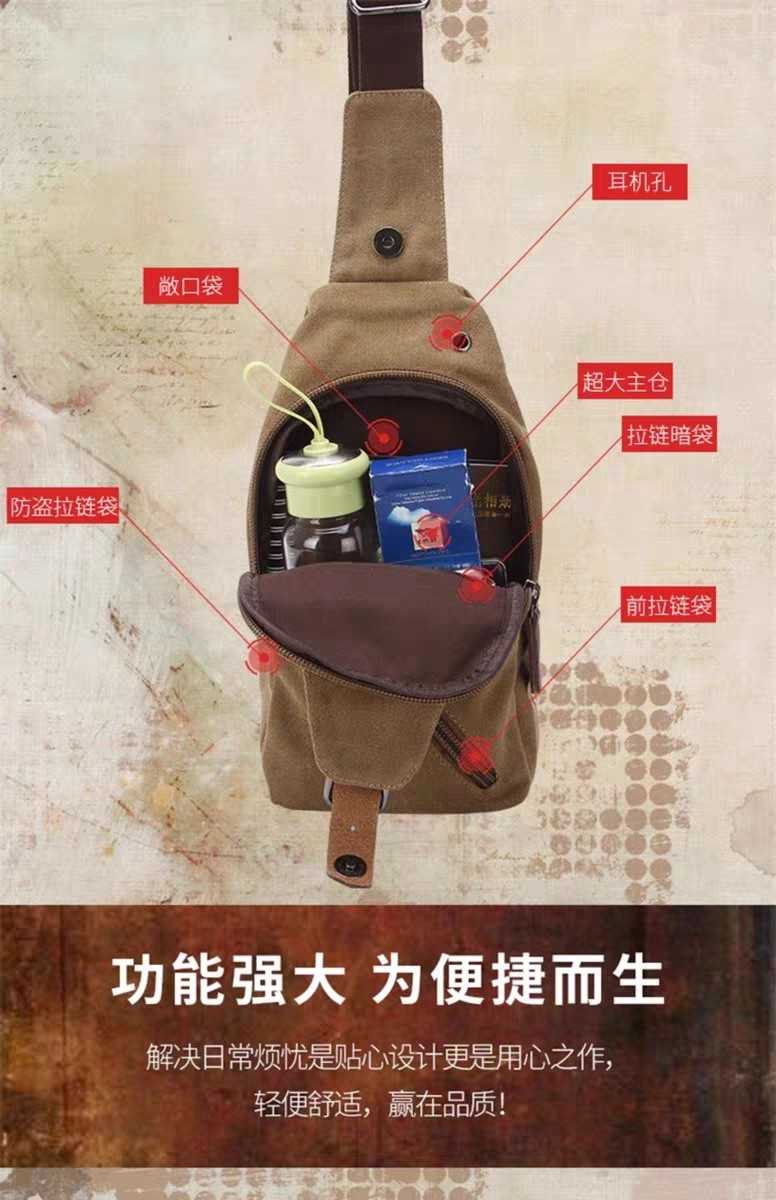 耳机孔
敞口袋
超大主仓
拉链暗袋
防盗拉链袋
前拉链袋
功能强大 为便捷而生
解决日常烦忧是贴心设计更是用心之作，
轻便舒适，赢在品质！